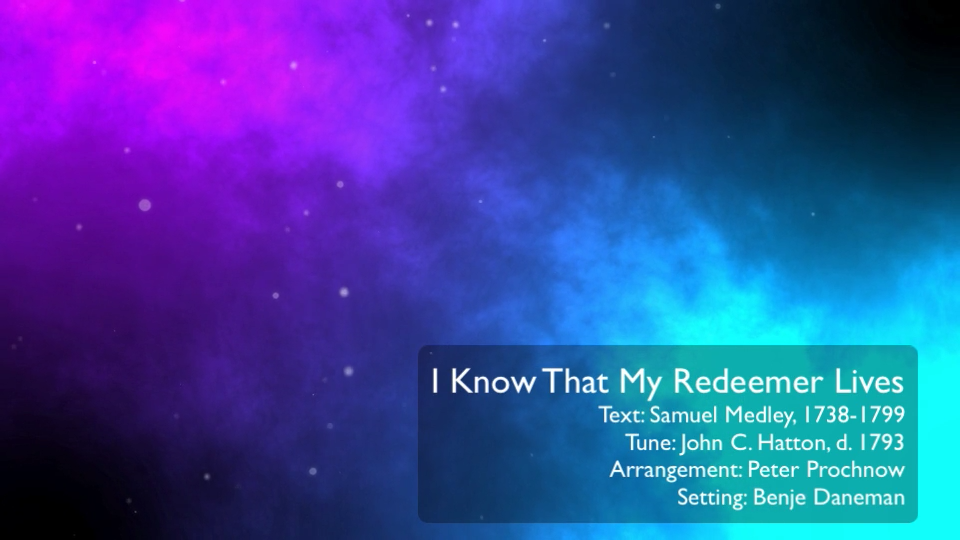 I Know That My Redeemer Lives
Text: Samuel Medley, 1738-1799
Tune: John C. Hatton, d. 1793
Arrangement: Peter Prochnow
Setting: Benje Daneman